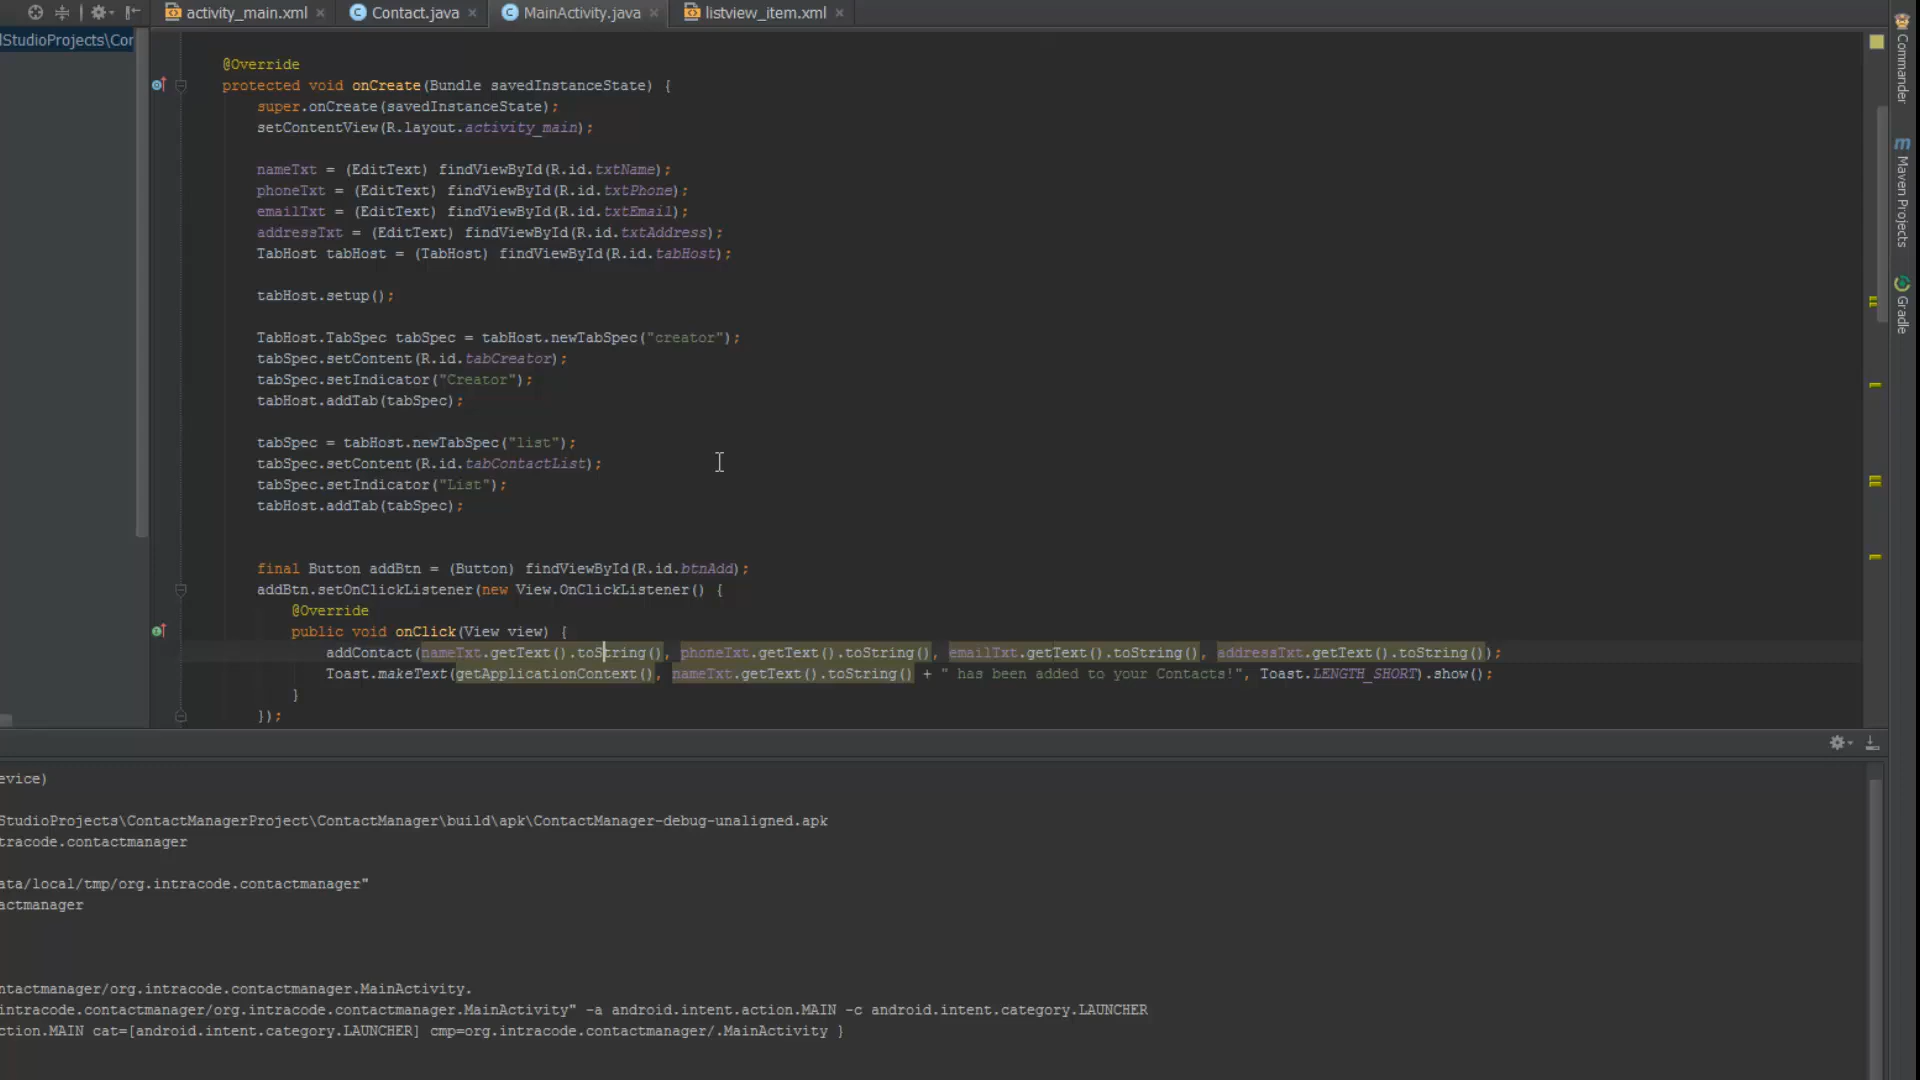 activity_main.xml Contact.java MainActivity.java listview_item.xml
lStudioProjects\Cor
@Override
protected void onCreate(Bundle savedInstanceState) {
super.onCreate(savedInstanceState);
setContentView(R.layout.activity_main);
nameTxt = (EditText) findViewById(R.id.txtName);
phoneTxt = (EditText) findViewById(R.id.txtPhone);
emailTxt = (EditText) findViewById(R.id.txtEmail);
addressTxt = (EditText) findViewById(R.id.txtAddress);
TabHost tabHost = (TabHost) findViewById(R.id.tabHost);
tabHost.setup();
TabHost.TabSpec tabSpec = tabHost.newTabSpec("creator");
tabSpec.setContent(R.id.tabCreator);
tabSpec.setIndicator("Creator");
tabHost.addTab(tabSpec);
tabSpec = tabHost.newTabSpec("list");
tabSpec.setContent(R.id.tabContactList);
tabSpec.setIndicator("List");
tabHost.addTab(tabSpec);
final Button addBtn = (Button) findViewById(R.id.btnAdd);
addBtn.setOnClickListener(new View.OnClickListener() {
@Override
public void onClick(View view) {
addContact(nameTxt.getText().toString(), phoneTxt.getText().toString(), emailTxt.getText().toString(), addressTxt.getText().toString());
Toast.makeText(getApplicationContext(), nameTxt.getText().toString() + " has been added to your Contacts!", Toast.LENGTH_SHORT).show();
}
});
Commander
m Maven Projects
Gradle
evice)
StudioProjects\ContactManagerProject\ContactManager\build\apk\ContactManager-debug-unaligned.apk
tracode.contactmanager
ata/local/tmp/org.intracode.contactmanager"
actmanager
ntactmanager/org.intracode.contactmanager.MainActivity.
intracode.contactmanager/org.intracode.contactmanager.MainActivity" -a android.intent.action.MAIN -c android.intent.category.LAUNCHER
ction.MAIN cat=[android.intent.category.LAUNCHER] cmp=org.intracode.contactmanager/.MainActivity }